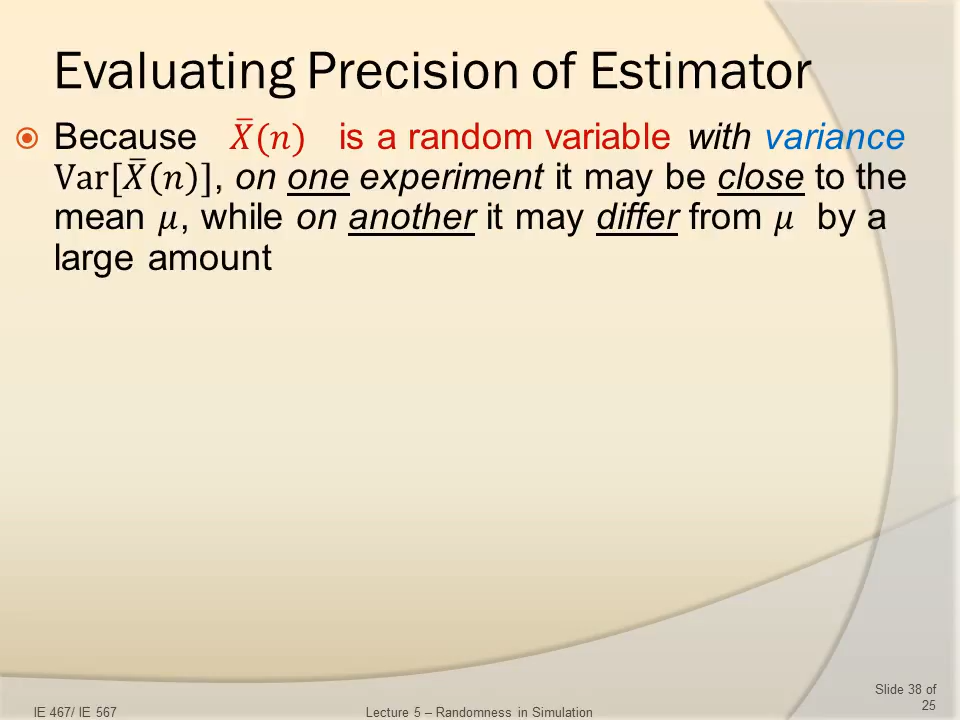 Evaluating Precision of Estimator
Because X̄(n) is a random variable with variance
Var[X̄(n)], on one experiment it may be close to the
mean μ, while on another it may differ from μ by a
large amount
Slide 38 of
25
IE 467/ IE 567
Lecture 5 – Randomness in Simulation